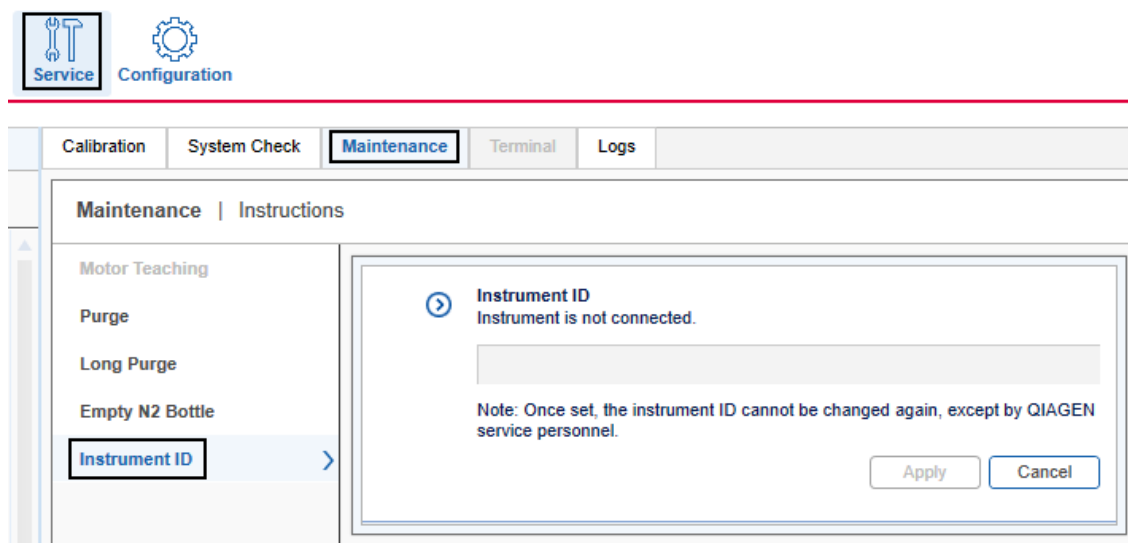 Service Configuration
Calibration System Check Maintenance Terminal Logs
Maintenance | Instructions
Motor Teaching
Purge
Long Purge
Empty N2 Bottle
Instrument ID
Instrument ID
Instrument is not connected.
Note: Once set, the instrument ID cannot be changed again, except by QIAGEN
service personnel.
Apply Cancel